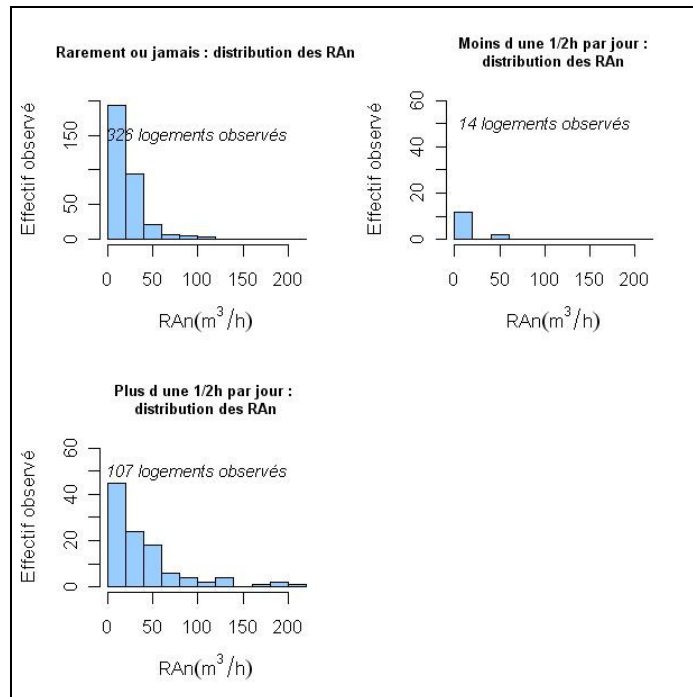 Rarement ou jamais : distribution des RAn
Effectif observé
0 50 150
326 logements observés
0 50 100 150 200
RAn(m³/h)
Moins d une 1/2h par jour :
distribution des RAn
Effectif observé
0 20 40 60
14 logements observés
0 50 100 150 200
RAn(m³/h)
Plus d une 1/2h par jour :
distribution des RAn
Effectif observé
0 20 40 60
107 logements observés
0 50 100 150 200
RAn(m³/h)